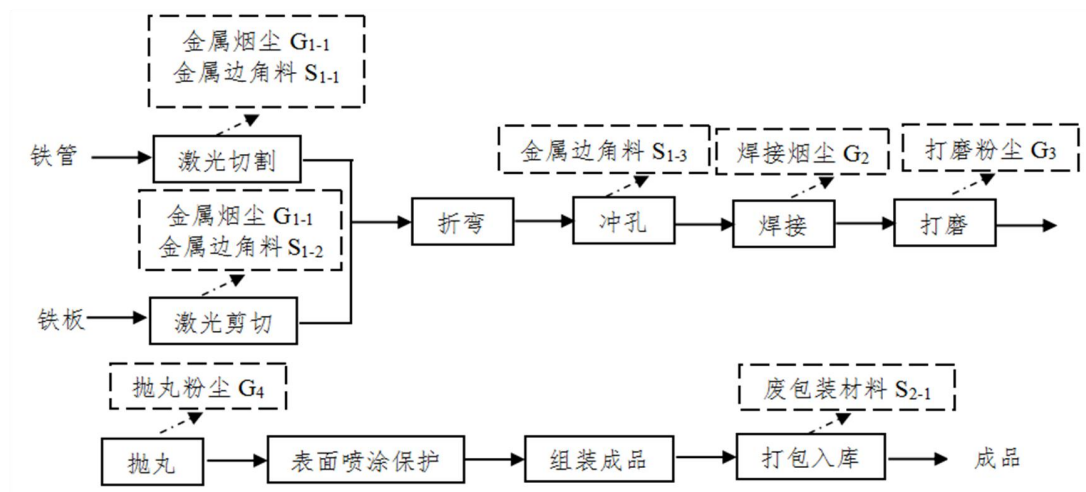 金属烟尘 G1-1
金属边角料 S1-1
铁管
激光切割
金属烟尘 G1-1
金属边角料 S1-2
铁板
激光剪切
折弯
金属边角料 S1-3
冲孔
焊接烟尘 G2
焊接
打磨粉尘 G3
打磨
抛丸粉尘 G4
抛丸
表面喷涂保护
组装成品
废包装材料 S2-1
打包入库
成品